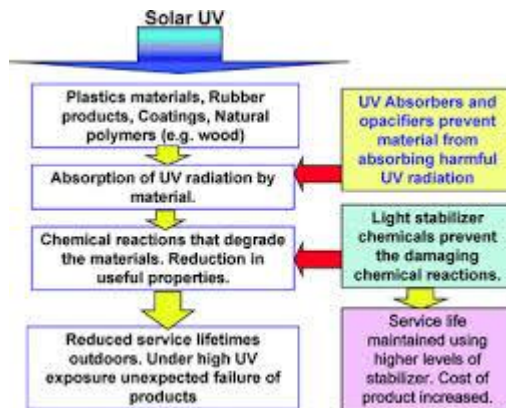 Solar UV
Plastics materials, Rubber
products, Coatings, Natural
polymers (e.g. wood)
Absorption of UV radiation by
material.
Chemical reactions that degrade
the materials. Reduction in
useful properties.
Reduced service lifetimes
outdoors. Under high UV
exposure unexpected failure of
products
UV Absorbers and
opacifiers prevent
material from
absorbing harmful
UV radiation
Light stabilizer
chemicals prevent
the damaging
chemical reactions.
Service life
maintained using
higher levels of
stabilizer. Cost of
product increased.